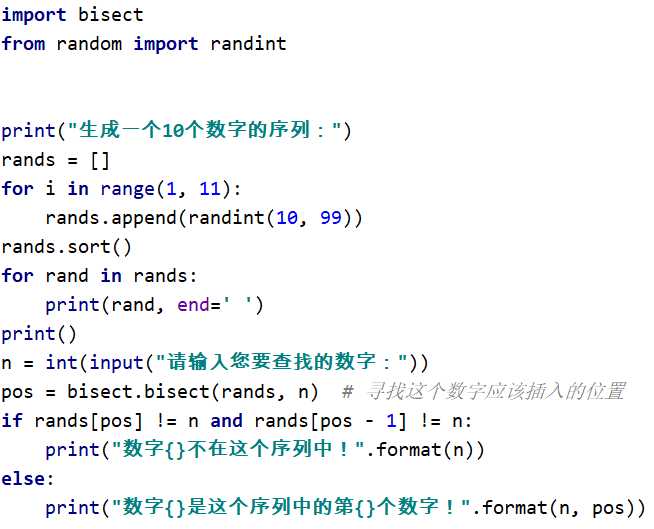 import bisect
from random import randint
print("生成一个10个数字的序列：")
rands = []
for i in range(1, 11):
    rands.append(randint(10, 99))
rands.sort()
for rand in rands:
    print(rand, end=' ')
print()
n = int(input("请输入您要查找的数字："))
pos = bisect.bisect(rands, n)  # 寻找这个数字应该插入的位置
if rands[pos] != n and rands[pos - 1] != n:
    print("数字{}不在这个序列中！".format(n))
else:
    print("数字{}是这个序列中的第{}个数字！".format(n, pos))